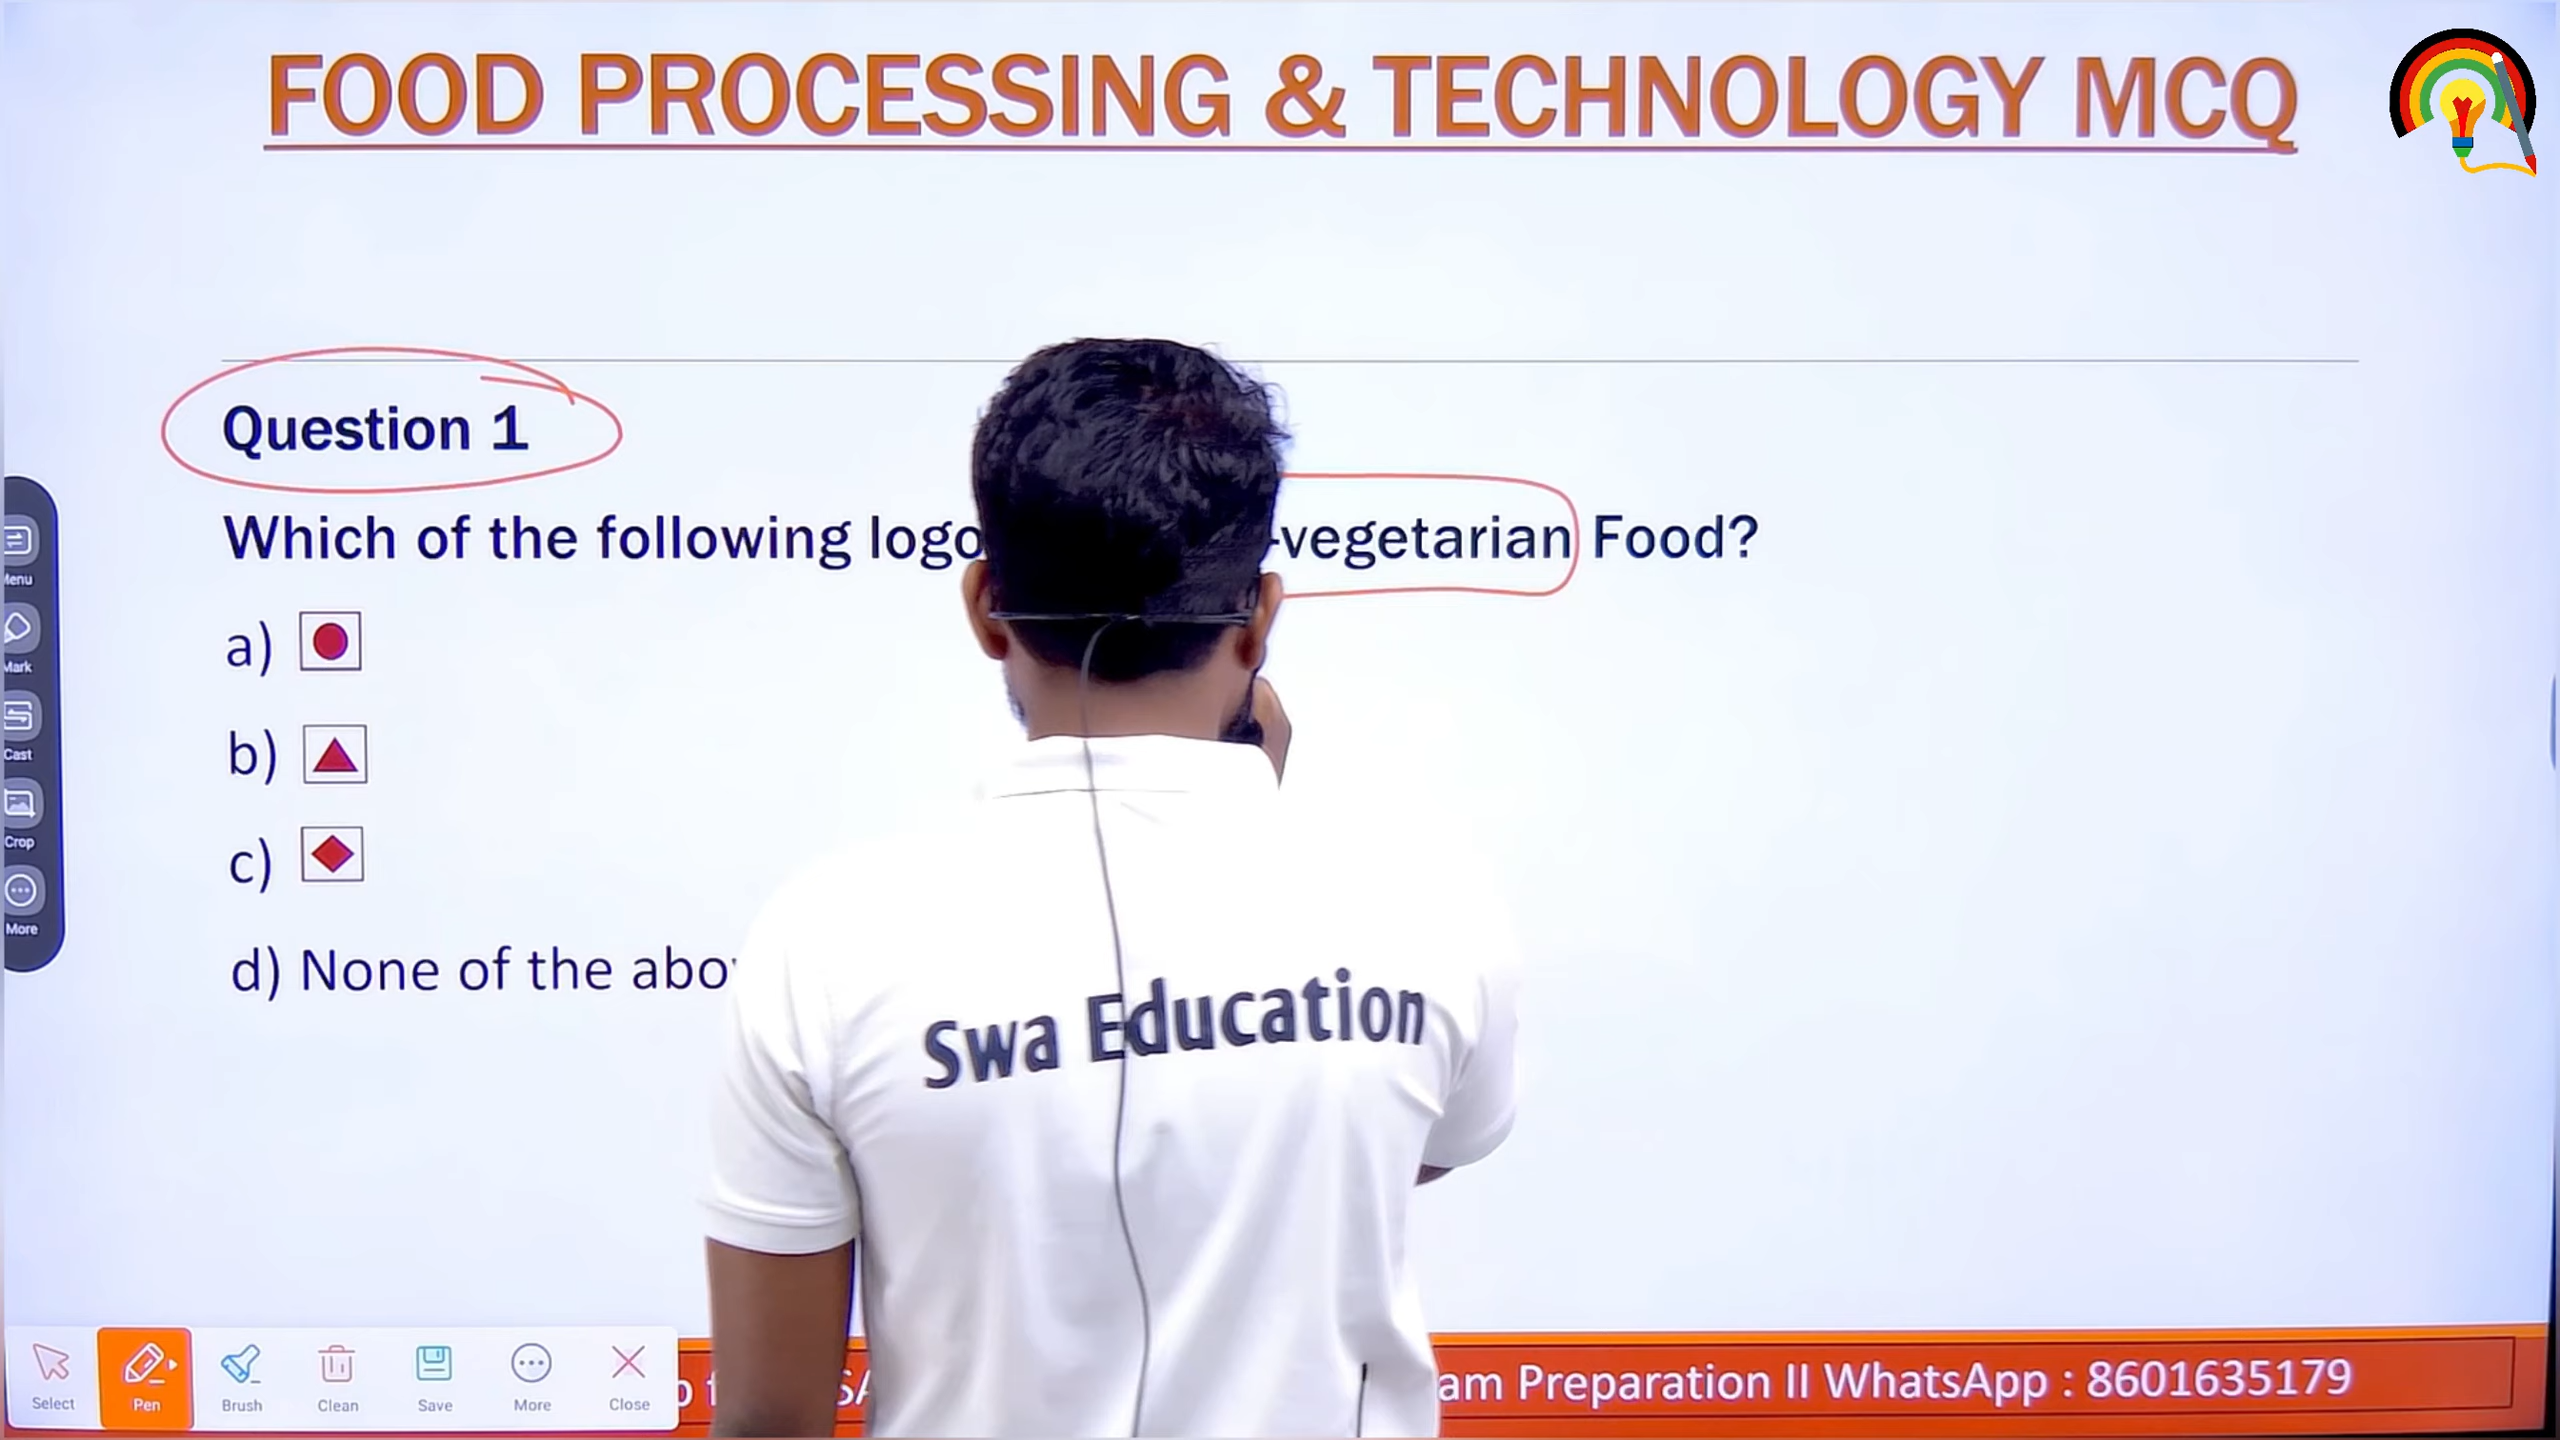 FOOD PROCESSING & TECHNOLOGY MCQ
Question 1
Which of the following logo -vegetarian Food?
a)
b)
c)
d) None of the abo
Swa Education
Menu
Mark
Cast
Crop
More
Select
Pen
Brush
Clean
Save
More
Close
am Preparation II WhatsApp : 8601635179